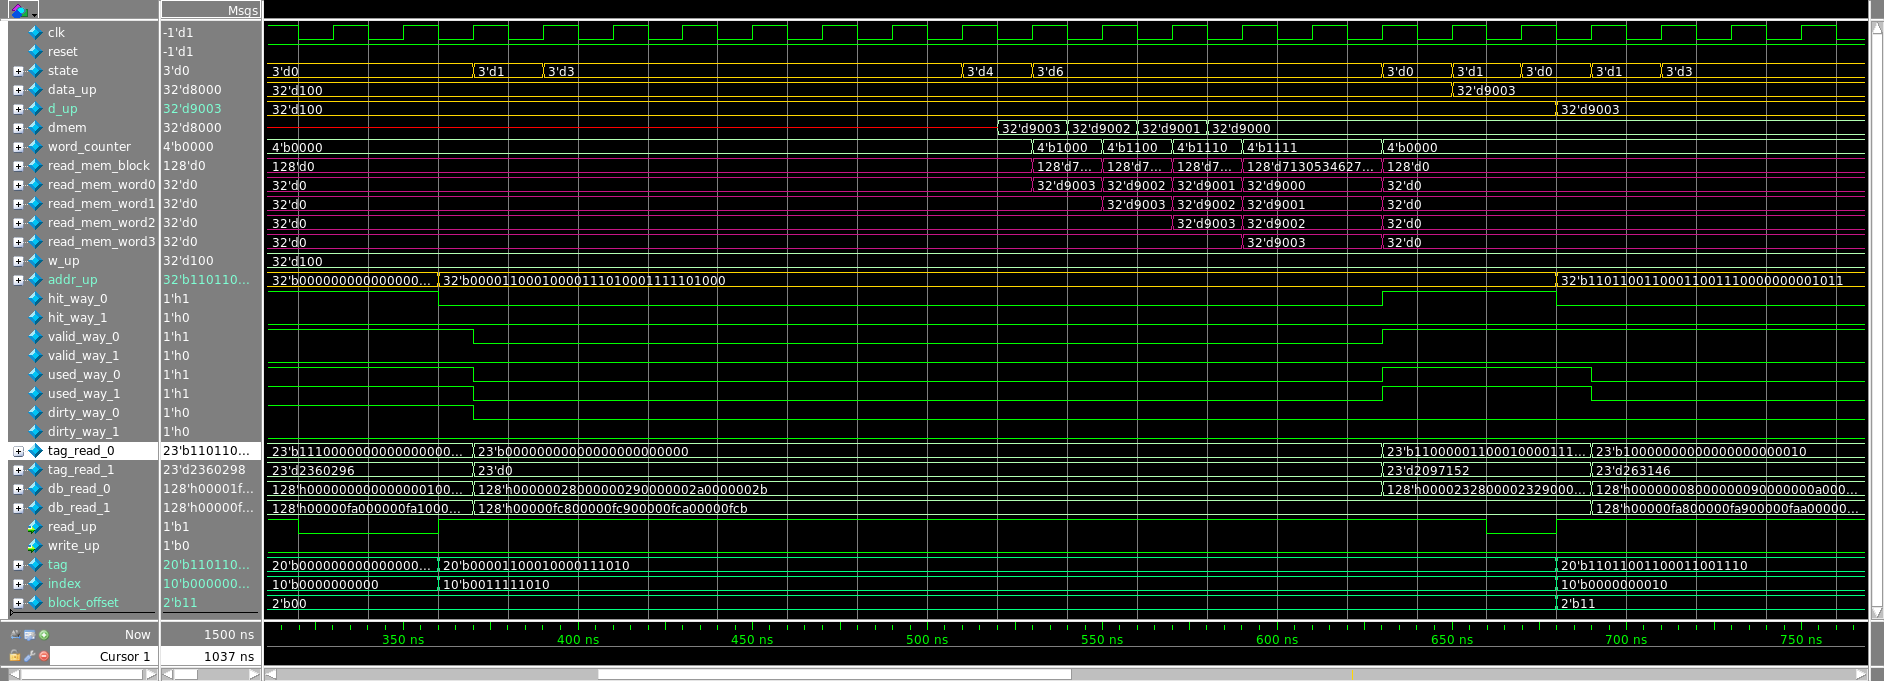 Msgs
clk -1'd1
reset -1'd1
state 3'd0 3'd0 3'd1 3'd3 3'd4 3'd6 3'd0 3'd1 3'd0 3'd1 3'd3
data_up 32'd8000 32'd100 32'd9003
d_up 32'd9003 32'd100 32'd9003
dmem 32'd8000 32'd9003 32'd9002 32'd9001 32'd9000
word_counter 4'b0000 4'b0000 4'b1000 4'b1100 4'b1110 4'b1111 4'b0000
read_mem_block 128'd0 128'd0 128'd7... 128'd7... 128'd7... 128'd7130534627... 128'd0
read_mem_word0 32'd0 32'd0 32'd9003 32'd9002 32'd9001 32'd9000 32'd0
read_mem_word1 32'd0 32'd0 32'd9003 32'd9002 32'd9001 32'd0
read_mem_word2 32'd0 32'd0 32'd9003 32'd9002 32'd0
read_mem_word3 32'd0 32'd0 32'd9003 32'd0
w_up 32'd100 32'd100
addr_up 32'b110110... 32'b000000000000000... 32'b00001100010000111010001111101000 32'b11011001100011001110000000001011
hit_way_0 1'h1
hit_way_1 1'h0
valid_way_0 1'h1
valid_way_1 1'h0
used_way_0 1'h1
used_way_1 1'h1
dirty_way_0 1'h0
dirty_way_1 1'h0
tag_read_0 23'b110110... 23'b1110000000000000000... 23'b00000000000000000000000 23'b11000001100010000111... 23'b10000000000000000000010
tag_read_1 23'd2360298 23'd2360296 23'd0 23'd2097152 23'd263146
db_read_0 128'h00001f... 128'h0000000000000000100... 128'h00000028000000290000002a0000002b 128'h0000232800002329000... 128'h0000000800000000090000000a000...
db_read_1 128'h00000f... 128'h00000fa000000fa1000... 128'h00000fc800000fc900000fca00000fcb 128'h00000fa800000fa900000faa00000...
read_up 1'b1
write_up 1'b0
tag 20'b110110... 20'b000000000000000... 20'b00001100010000111010 20'b11011001100011001110
index 10'b000000... 10'b0000000000 10'b0011111010 10'b0000000010
block_offset 2'b11 2'b00 2'b11
Now 1500 ns 350 ns 400 ns 450 ns 500 ns 550 ns 600 ns 650 ns 700 ns 750 ns
Cursor 1 1037 ns